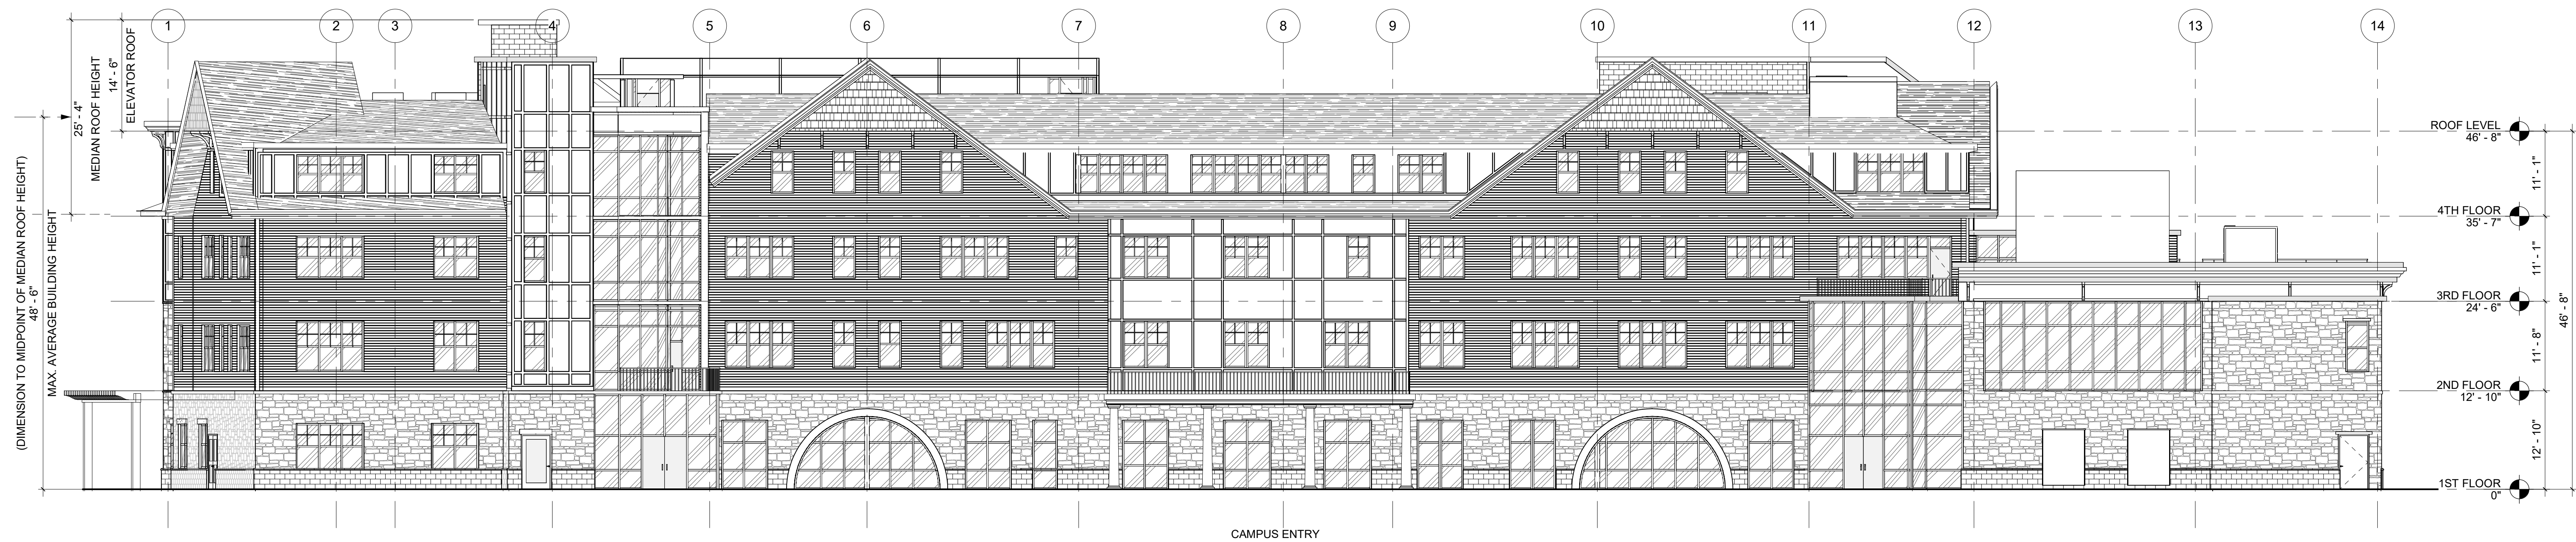 1
2
3
4
5
6
7
8
9
10
11
12
13
14
25' - 4"
MEDIAN ROOF HEIGHT
14' - 6"
ELEVATOR ROOF
(DIMENSION TO MIDPOINT OF MEDIAN ROOF HEIGHT)
48' - 6"
MAX. AVERAGE BUILDING HEIGHT
ROOF LEVEL
46' - 8"
11' - 1"
4TH FLOOR
35' - 7"
11' - 1"
3RD FLOOR
24' - 6"
46' - 8"
11' - 8"
2ND FLOOR
12' - 10"
12' - 10"
1ST FLOOR
0"
CAMPUS ENTRY